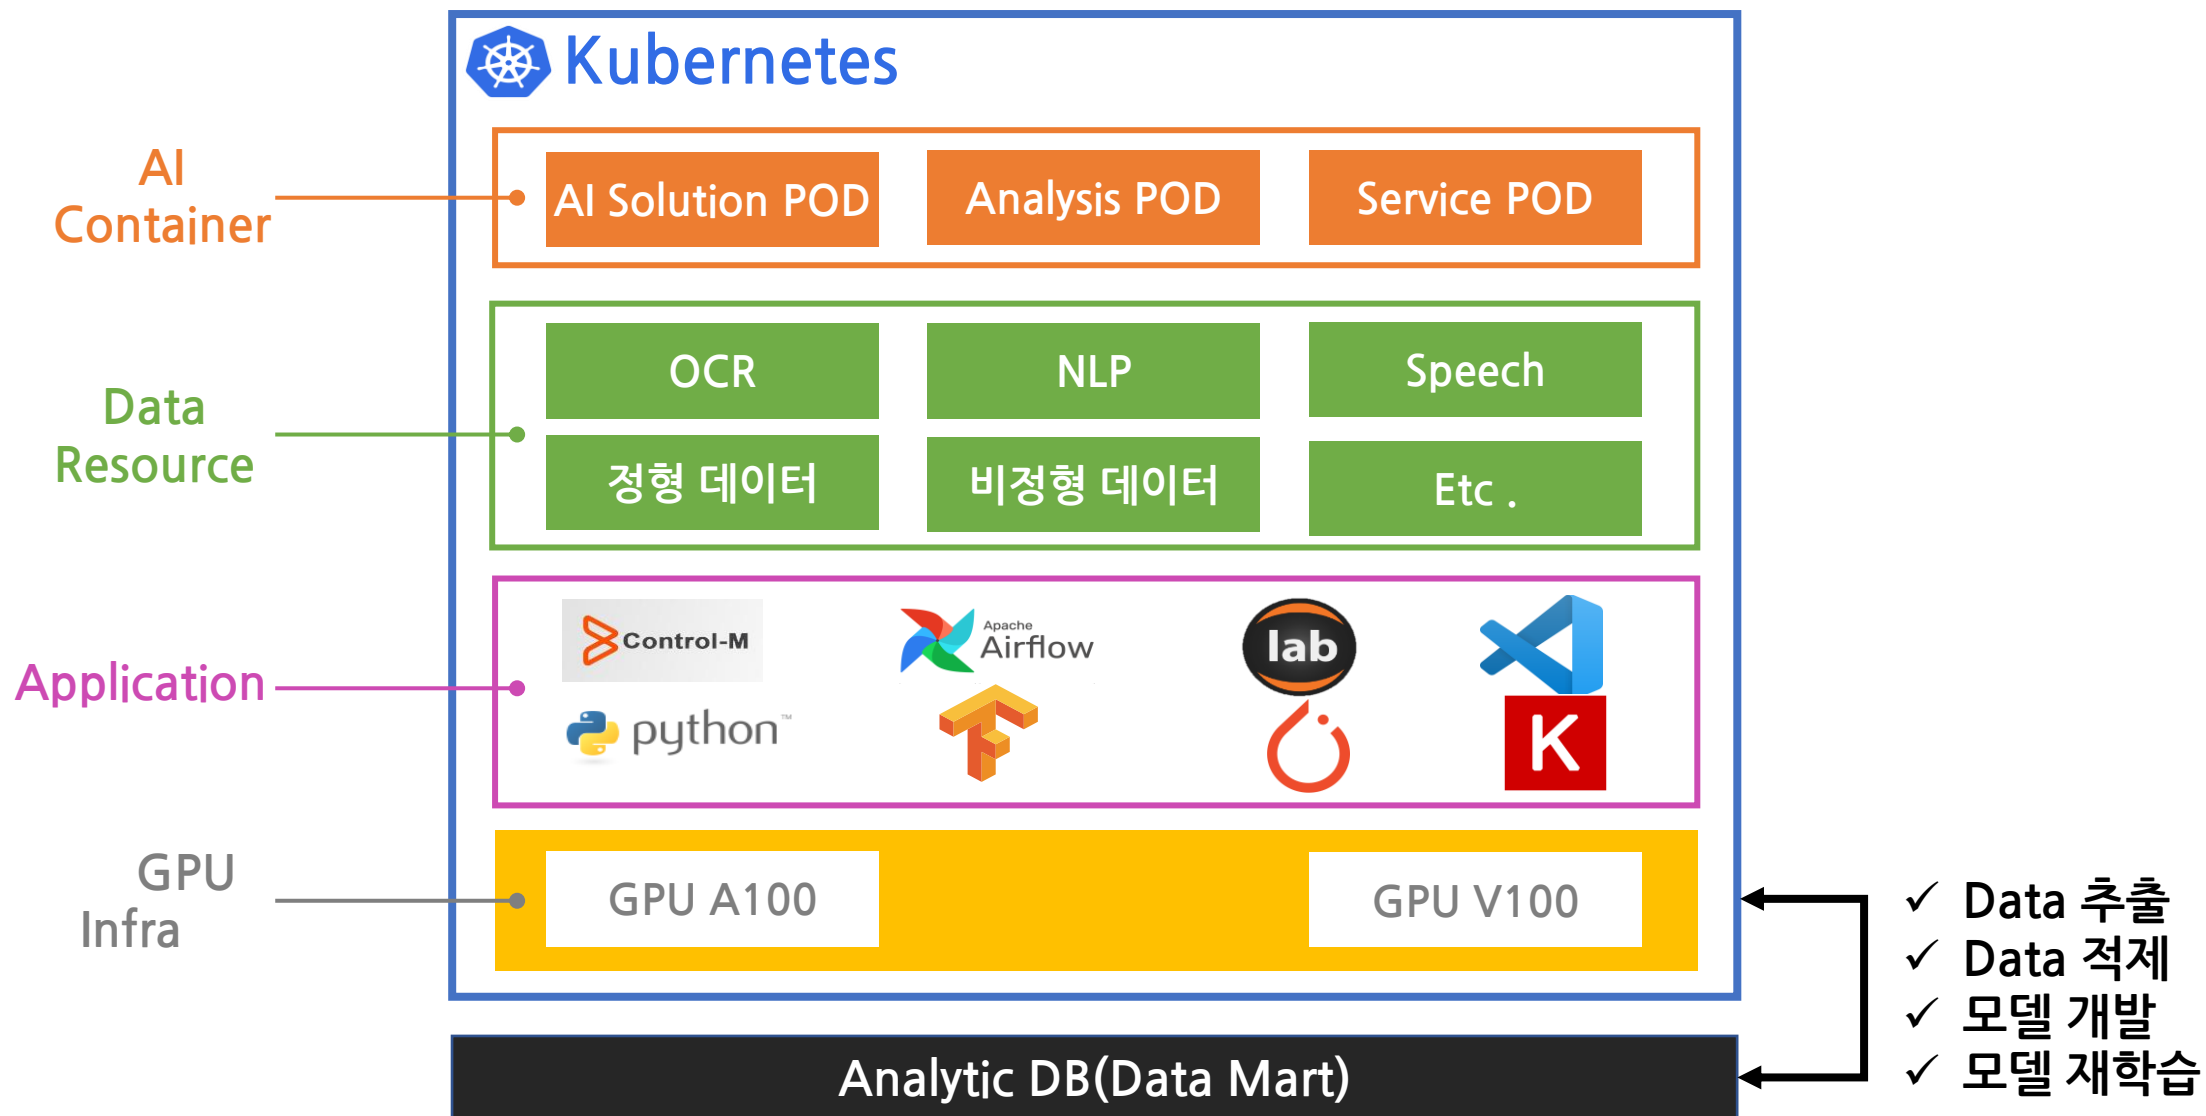 Kubernetes
AI
Container
AI Solution POD
Analysis POD
Service POD
Data
Resource
OCR
NLP
Speech
정형 데이터
비정형 데이터
Etc .
Application
Control-M
Apache
Airflow
lab
python™
K
GPU
Infra
GPU A100
GPU V100
✓ Data 추출
✓ Data 적제
✓ 모델 개발
✓ 모델 재학습
Analytic DB(Data Mart)